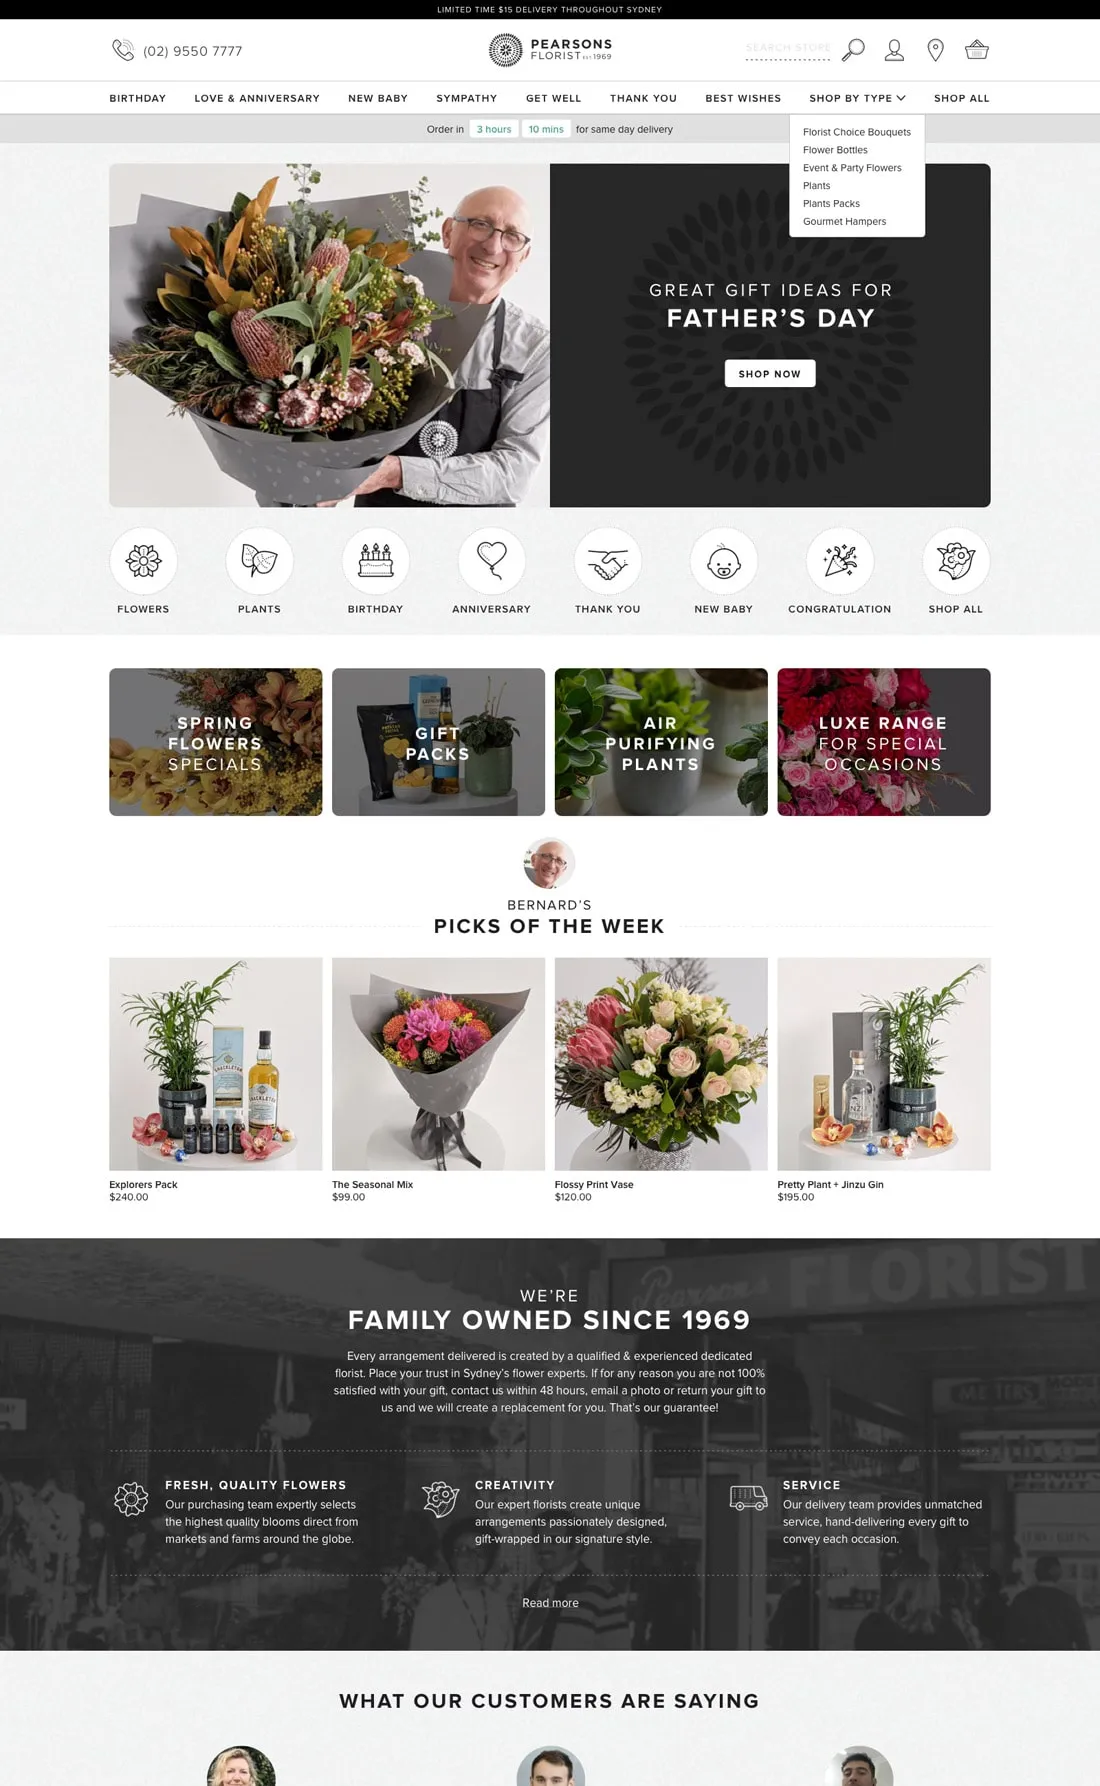 LIMITED TIME $15 DELIVERY THROUGHOUT SYDNEY
(02) 9550 7777
PEARSONS
FLORIST EST 1969
SEARCH STORE
BIRTHDAY
LOVE & ANNIVERSARY
NEW BABY
SYMPATHY
GET WELL
THANK YOU
BEST WISHES
SHOP BY TYPE
SHOP ALL
Order in 3 hours 10 mins for same day delivery
Florist Choice Bouquets
Flower Bottles
Event & Party Flowers
Plants
Plants Packs
Gourmet Hampers
GREAT GIFT IDEAS FOR
FATHER'S DAY
SHOP NOW
FLOWERS
PLANTS
BIRTHDAY
ANNIVERSARY
THANK YOU
NEW BABY
CONGRATULATION
SHOP ALL
SPRING
FLOWERS
SPECIALS
GIFT
PACKS
AIR
PURIFYING
PLANTS
LUXE RANGE
FOR SPECIAL
OCCASIONS
BERNARD'S
PICKS OF THE WEEK
SHACKLETON
SHACKLETON
Explorers Pack
$240.00
The Seasonal Mix
$99.00
Flossy Print Vase
$120.00
Pretty Plant + Jinzu Gin
$195.00
Pearsons FLORIST
WE'RE
FAMILY OWNED SINCE 1969
Every arrangement delivered is created by a qualified & experienced dedicated
florist. Place your trust in Sydney's flower experts. If for any reason you are not 100%
satisfied with your gift, contact us within 48 hours, email a photo or return your gift to
us and we will create a replacement for you. That's our guarantee!
FRESH, QUALITY FLOWERS
Our purchasing team expertly selects
the highest quality blooms direct from
markets and farms around the globe.
CREATIVITY
Our expert florists create unique
arrangements passionately designed,
gift-wrapped in our signature style.
SERVICE
Our delivery team provides unmatched
service, hand-delivering every gift to
convey each occasion.
Read more
WHAT OUR CUSTOMERS ARE SAYING